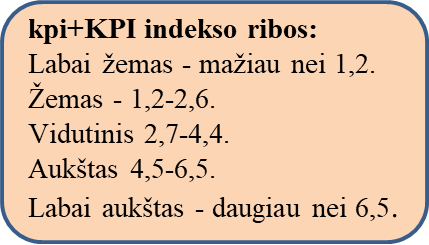 kpi+KPI indekso ribos:
Labai žemas - mažiau nei 1,2.
Žemas - 1,2-2,6.
Vidutinis 2,7-4,4.
Aukštas 4,5-6,5.
Labai aukštas - daugiau nei 6,5.